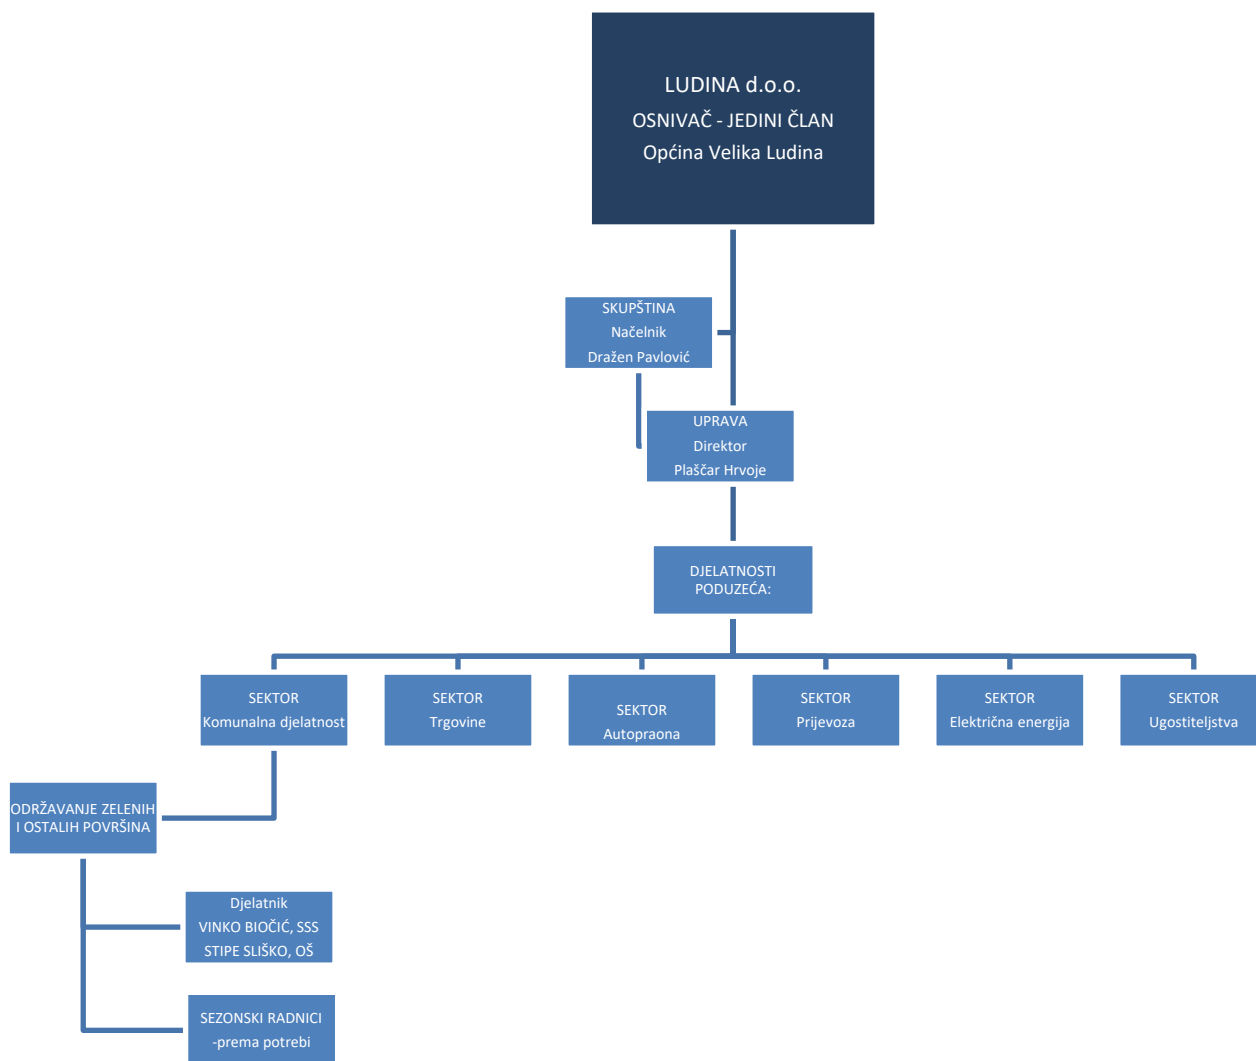 LUDINA d.o.o.
OSNIVAČ - JEDINI ČLAN
Općina Velika Ludina
SKUPŠTINA
Načelnik
Dražen Pavlović
UPRAVA
Direktor
Plaščar Hrvoje
DJELATNOSTI
PODUZEĆA:
SEKTOR
Komunalna djelatnost
SEKTOR
Trgovine
SEKTOR
Autopraona
SEKTOR
Prijevoza
SEKTOR
Električna energija
SEKTOR
Ugostiteljstva
ODRŽAVANJE ZELENIH
I OSTALIH POVRŠINA
Djelatnik
VINKO BIOČIĆ, SSS
STIPE SLIŠKO, OŠ
SEZONSKI RADNICI
-prema potrebi